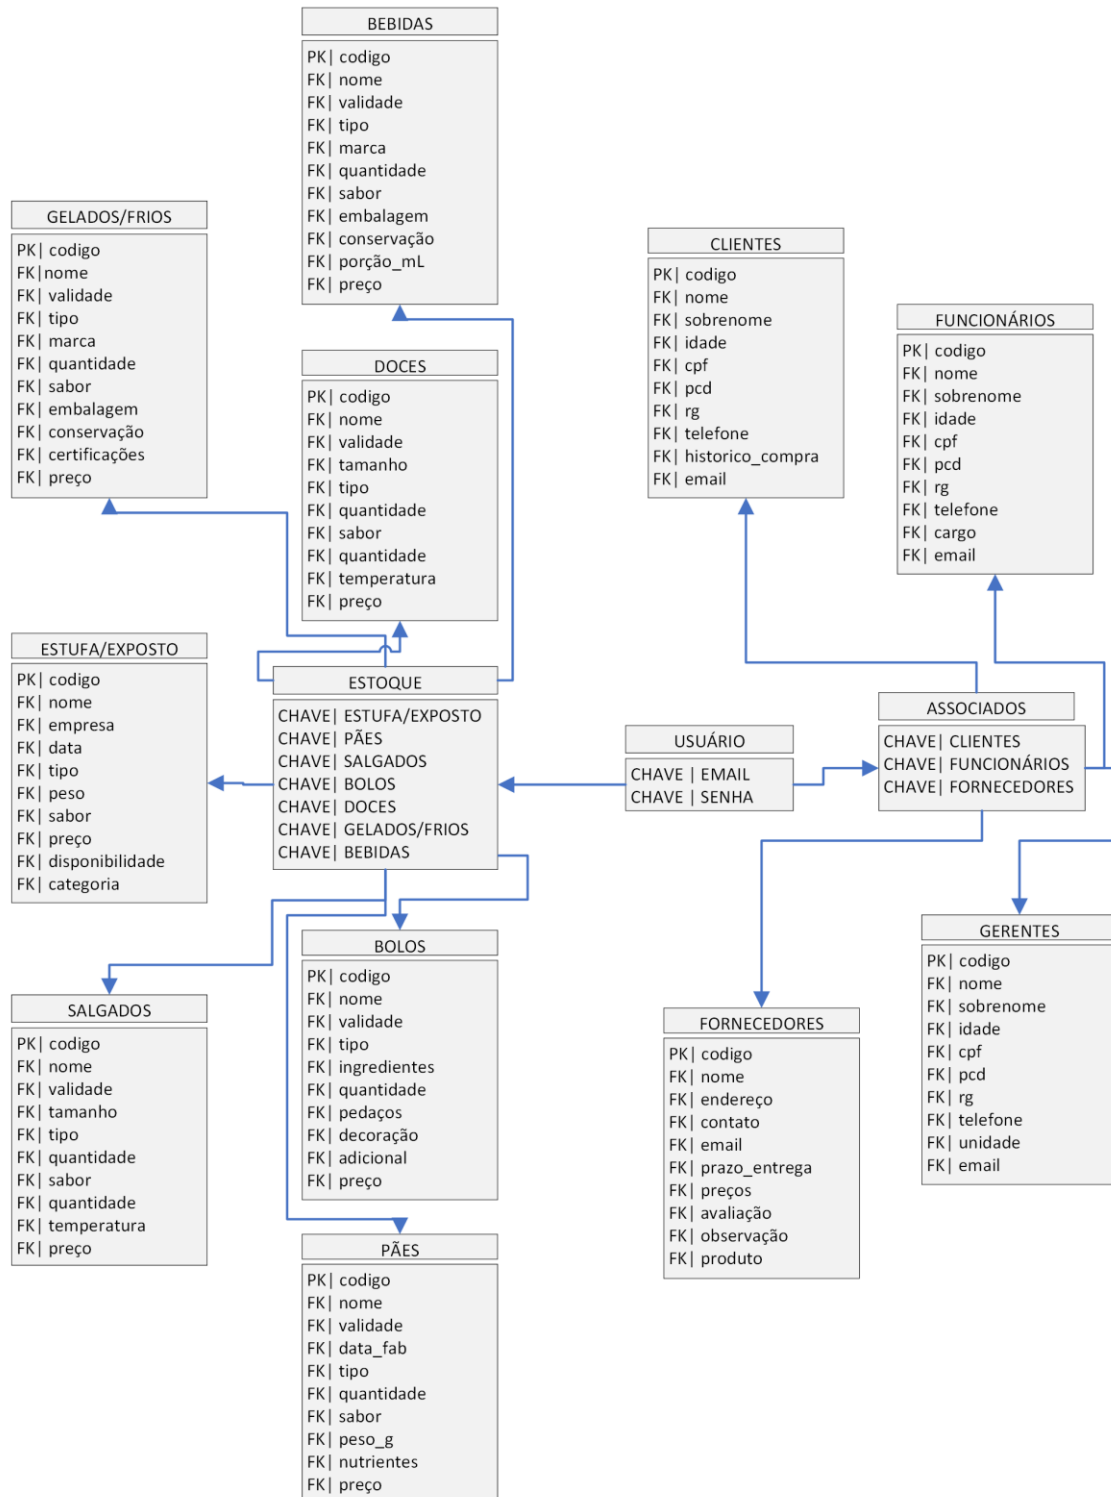 BEBIDAS
PK| codigo
FK| nome
FK| validade
FK| tipo
FK| marca
FK| quantidade
FK| sabor
FK| embalagem
FK| conservação
FK| porção_mL
FK| preço
GELADOS/FRIOS
PK| codigo
FK|nome
FK| validade
FK| tipo
FK| marca
FK| quantidade
FK| sabor
FK| embalagem
FK| conservação
FK| certificações
FK| preço
CLIENTES
PK| codigo
FK| nome
FK| sobrenome
FK| idade
FK| cpf
FK| pcd
FK| rg
FK| telefone
FK| historico_compra
FK| email
FUNCIONÁRIOS
PK| codigo
FK| nome
FK| sobrenome
FK| idade
FK| cpf
FK| pcd
FK| rg
FK| telefone
FK| cargo
FK| email
DOCES
PK| codigo
FK| nome
FK| validade
FK| tamanho
FK| tipo
FK| quantidade
FK| sabor
FK| quantidade
FK| temperatura
FK| preço
ESTUFA/EXPOSTO
PK| codigo
FK| nome
FK| empresa
FK| data
FK| tipo
FK| peso
FK| sabor
FK| preço
FK| disponibilidade
FK| categoria
ESTOQUE
CHAVE| ESTUFA/EXPOSTO
CHAVE| PÃES
CHAVE| SALGADOS
CHAVE| BOLOS
CHAVE| DOCES
CHAVE| GELADOS/FRIOS
CHAVE| BEBIDAS
USUÁRIO
CHAVE | EMAIL
CHAVE | SENHA
ASSOCIADOS
CHAVE| CLIENTES
CHAVE| FUNCIONÁRIOS
CHAVE| FORNECEDORES
GERENTES
PK| codigo
FK| nome
FK| sobrenome
FK| idade
FK| cpf
FK| pcd
FK| rg
FK| telefone
FK| unidade
FK| email
BOLOS
PK| codigo
FK| nome
FK| validade
FK| tipo
FK| ingredientes
FK| quantidade
FK| pedaços
FK| decoração
FK| adicional
FK| preço
SALGADOS
PK| codigo
FK| nome
FK| validade
FK| tamanho
FK| tipo
FK| quantidade
FK| sabor
FK| quantidade
FK| temperatura
FK| preço
FORNECEDORES
PK| codigo
FK| nome
FK| endereço
FK| contato
FK| email
FK| prazo_entrega
FK| preços
FK| avaliação
FK| observação
FK| produto
PÃES
PK| codigo
FK| nome
FK| validade
FK| data_fab
FK| tipo
FK| quantidade
FK| sabor
FK| peso_g
FK| nutrientes
FK| preço